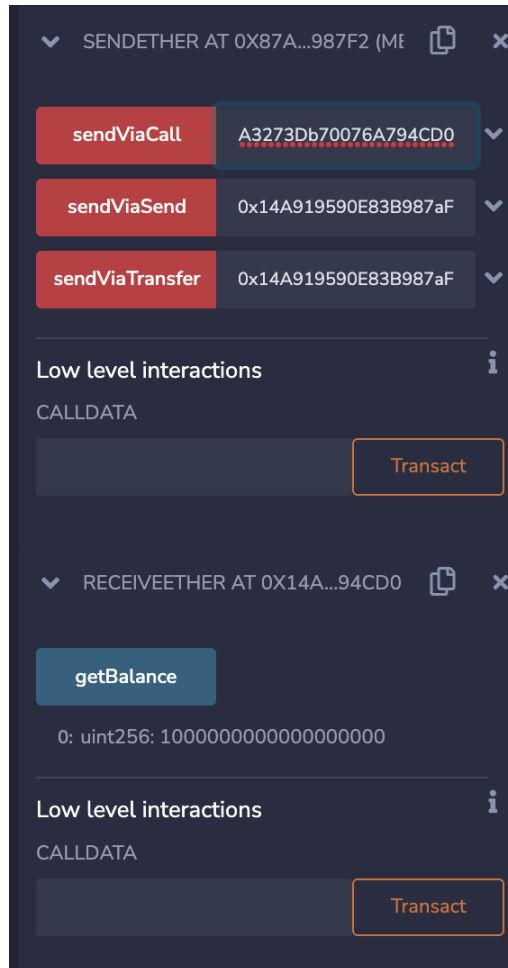 SENDETHER AT 0X87A...987F2 (ME
sendViaCall A3273Db70076A794CD0
sendViaSend 0x14A919590E83B987aF
sendViaTransfer 0x14A919590E83B987aF
Low level interactions
CALLDATA
Transact
RECEIVEETHER AT 0X14A...94CD0
getBalance
0: uint256: 1000000000000000000
Low level interactions
CALLDATA
Transact